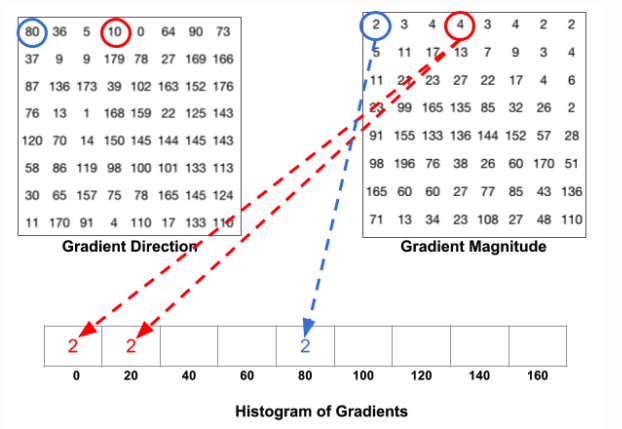 80 36 5 10 0 64 90 73
37 9 9 179 78 27 169 166
87 136 173 39 102 163 152 176
76 13 1 168 159 22 125 143
120 70 14 150 145 144 145 143
58 86 119 98 100 101 133 113
30 65 157 75 78 165 145 124
11 170 91 4 110 17 133 110
Gradient Direction
2 3 4 4 3 4 2 2
5 11 17 13 7 9 3 4
11 21 23 27 22 17 4 6
23 99 165 135 85 32 26 2
91 155 133 136 144 152 57 28
98 196 76 38 26 60 170 51
165 60 60 27 77 85 43 136
71 13 34 23 108 27 48 110
Gradient Magnitude
2 2 2
0 20 40 60 80 100 120 140 160
Histogram of Gradients